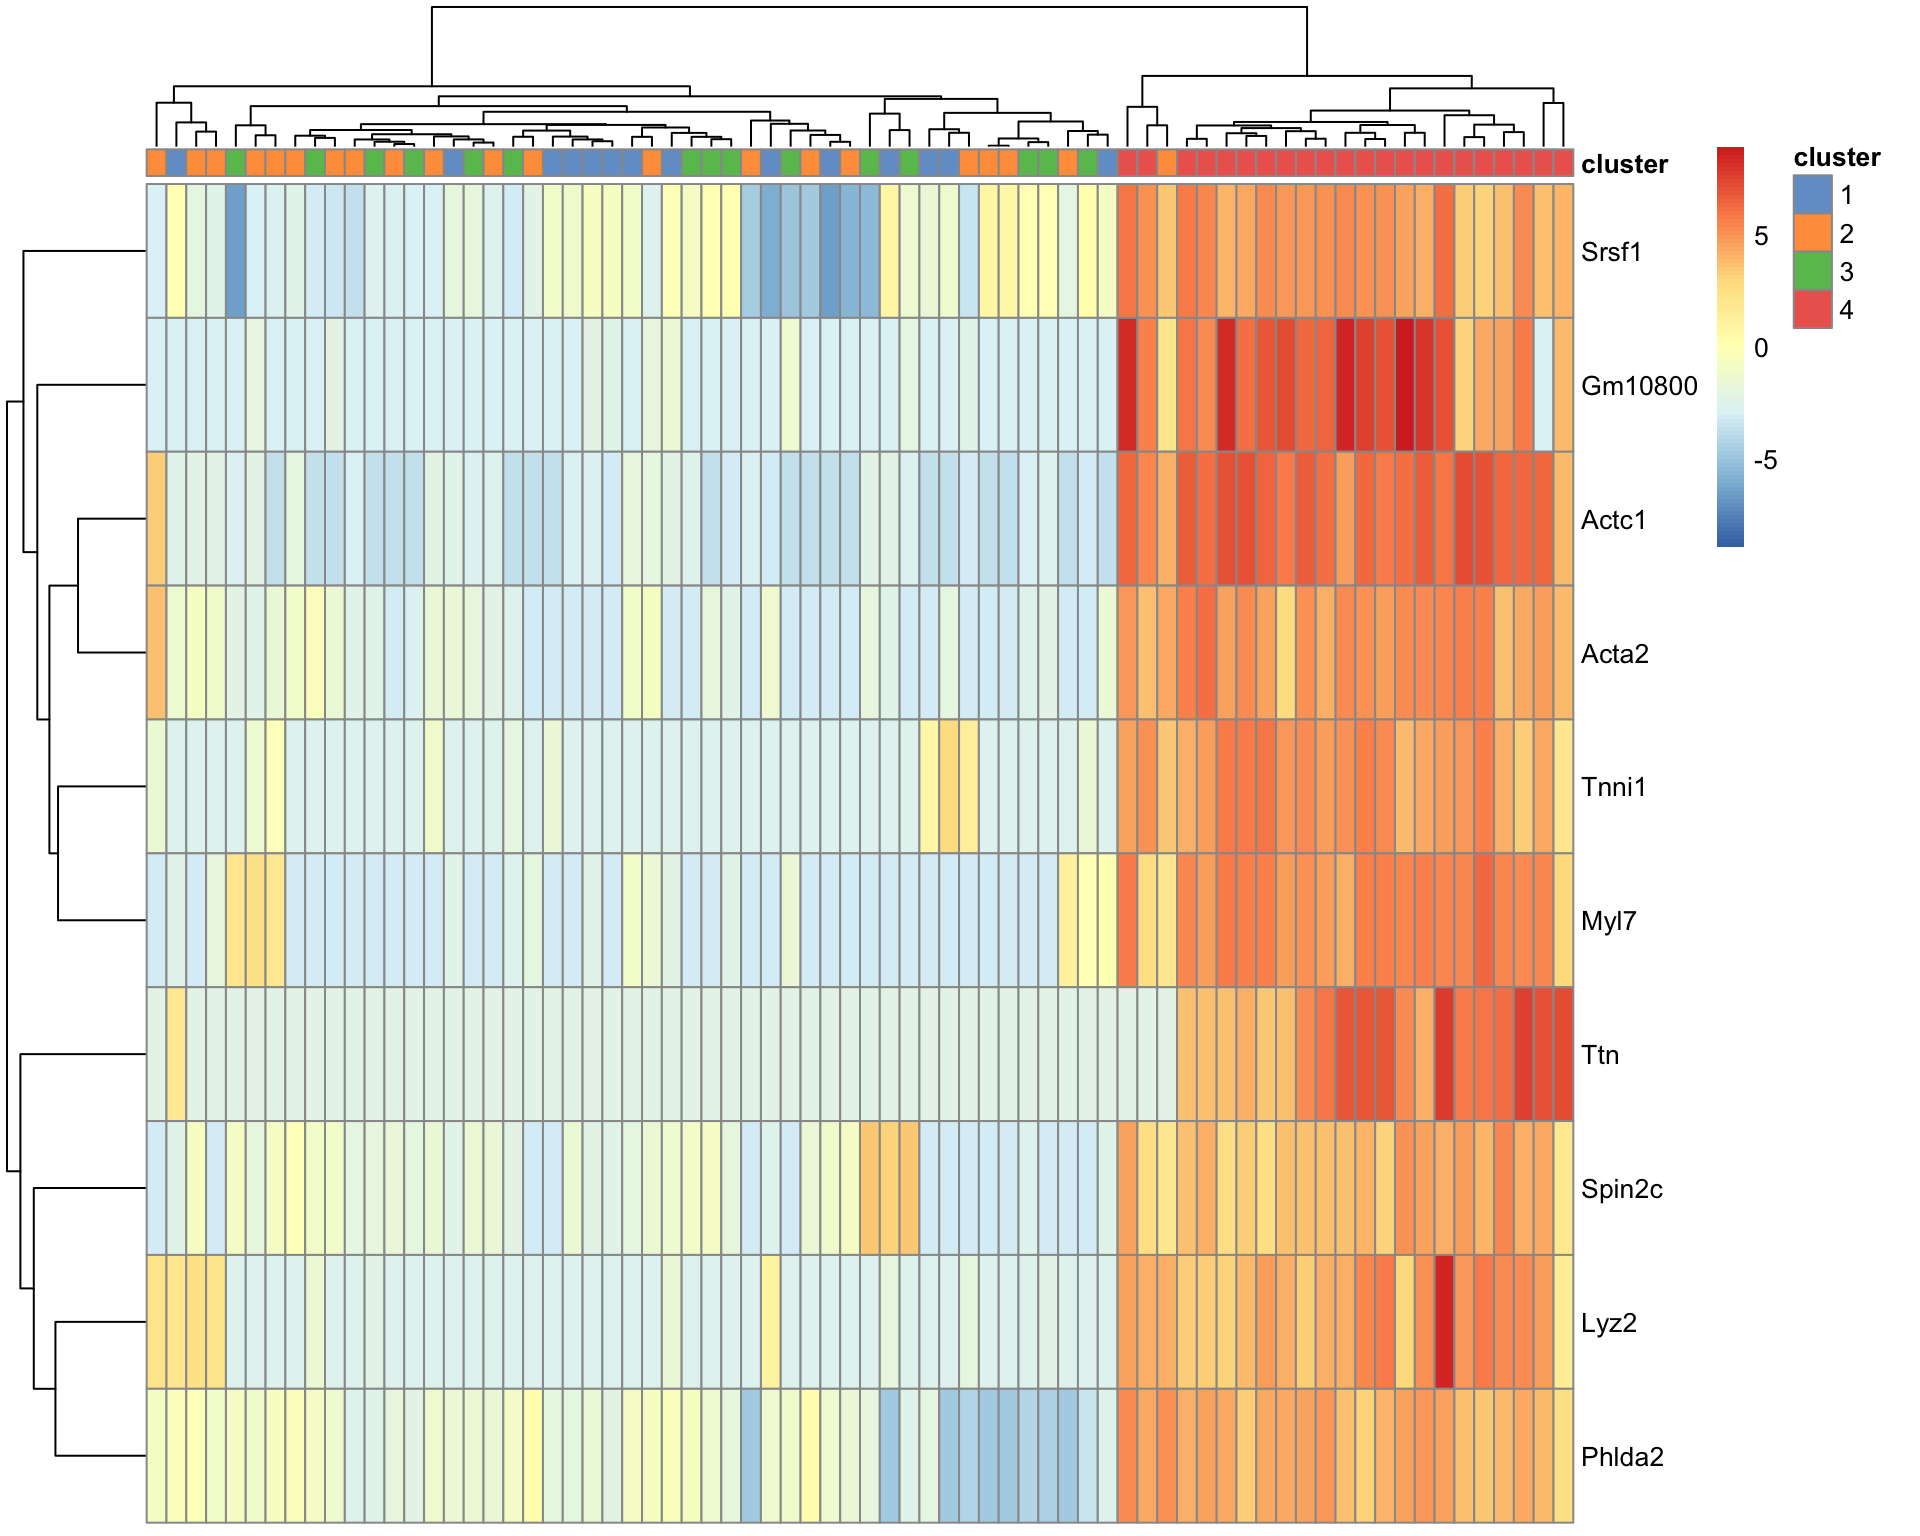 cluster
cluster
1
2
3
4
5
0
-5
Srsf1
Gm10800
Actc1
Acta2
Tnni1
Myl7
Ttn
Spin2c
Lyz2
Phlda2